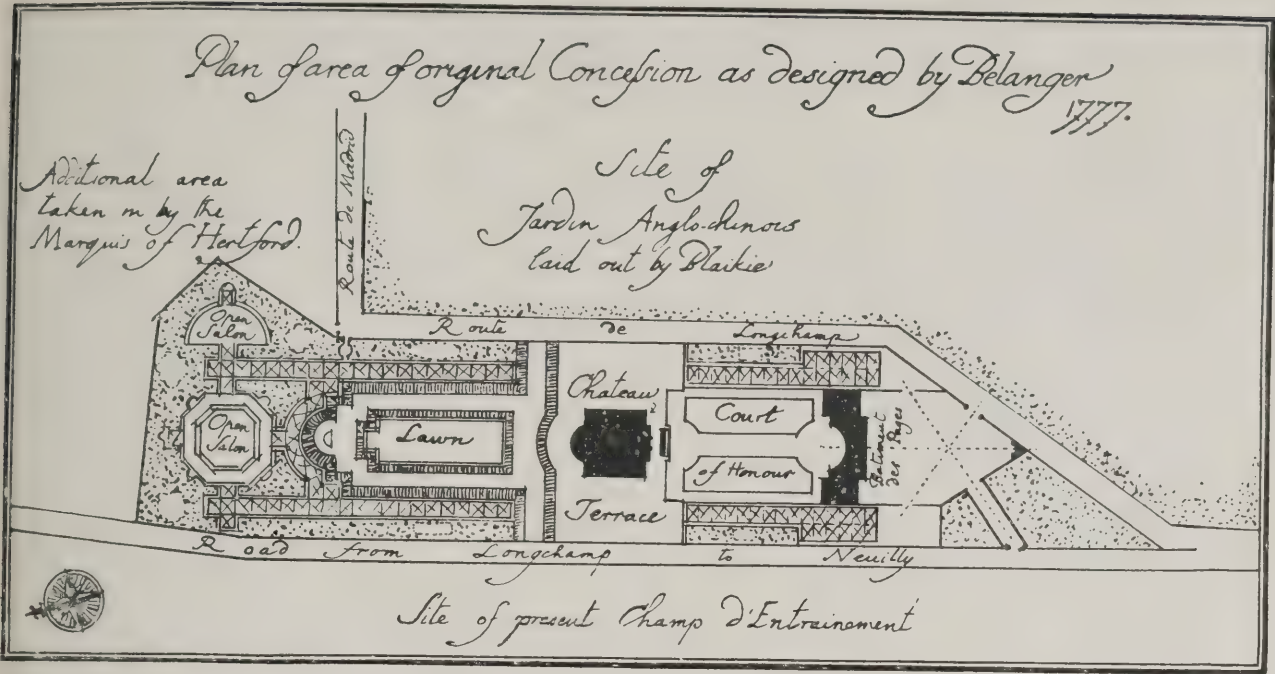 Plan of area of original Concession as designed by Belanger
1777.
Additional area
taken in by the
Marquis of Hertford.
Route de Madrid
Site of
Jardin Anglo-chinois
laid out by Blaikie
Open
Salon
Route de Longchamp
Chateau
Court
Open
Salon
Lawn
of Honour
Batiment
des Pages
Terrace
Road from Longchamp to Neuilly
Site of present Champ d'Entrainement